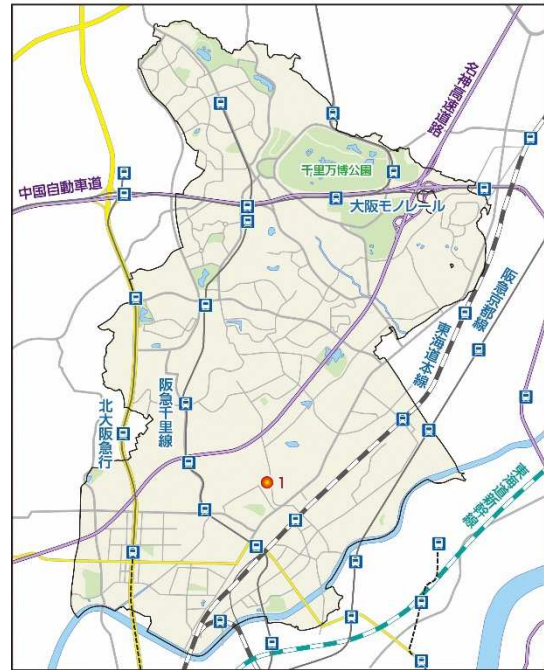 名神高速道路
千里万博公園
中国自動車道
大阪モノレール
阪急京都線
東海道本線
阪急千里線
北大阪急行
1
東海道新幹線